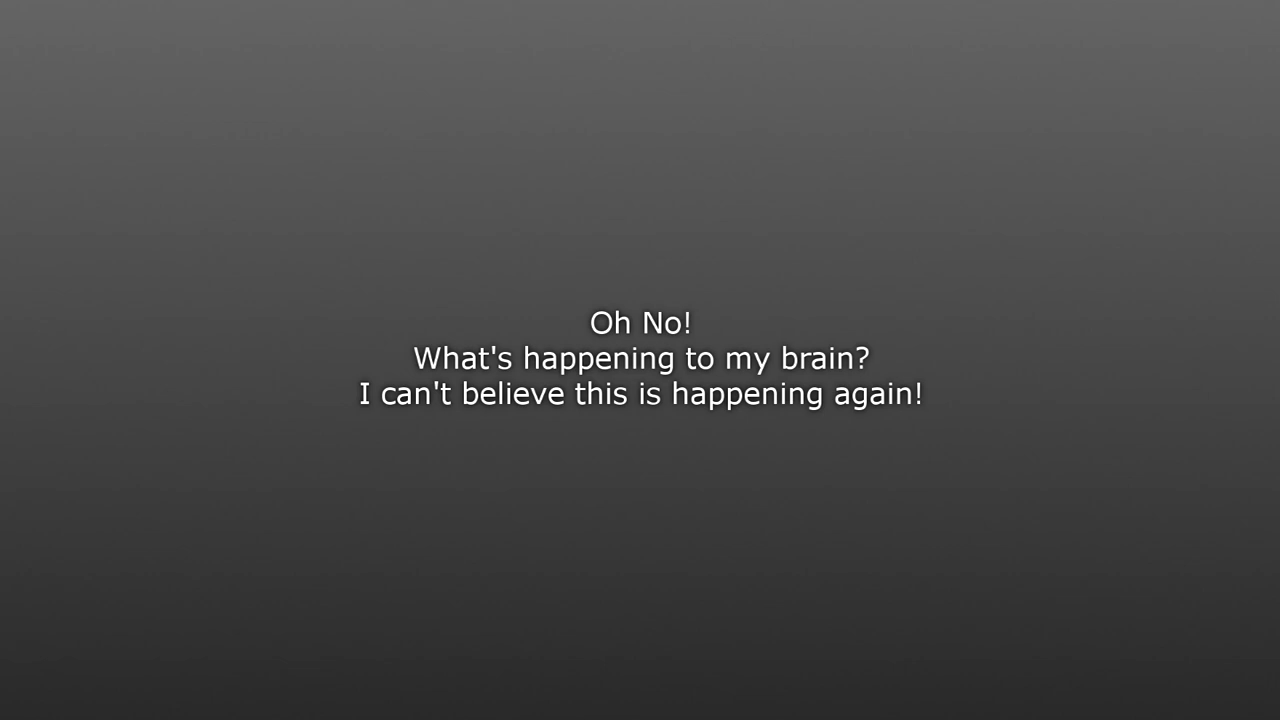 Oh No!
What's happening to my brain?
I can't believe this is happening again!